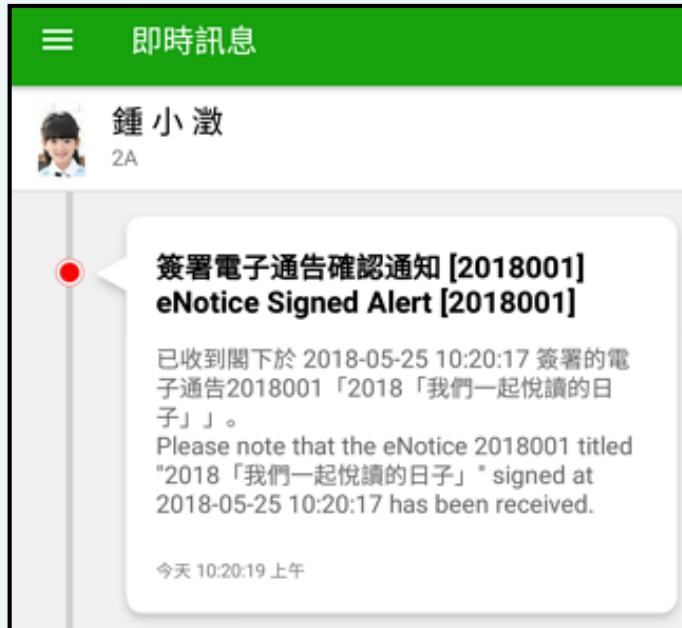 即時訊息
鍾 小 澂
2A
簽署電子通告確認通知 [2018001]
eNotice Signed Alert [2018001]
已收到閣下於 2018-05-25 10:20:17 簽署的電
子通告2018001「2018「我們一起悅讀的日
子」」。
Please note that the eNotice 2018001 titled
"2018「我們一起悅讀的日子」" signed at
2018-05-25 10:20:17 has been received.
今天 10:20:19 上午